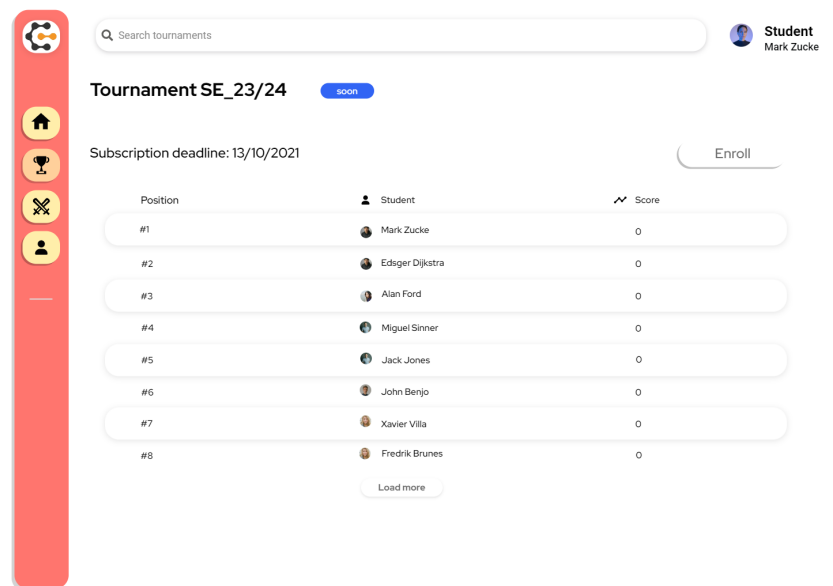 Search tournaments
Student
Mark Zucke
Tournament SE_23/24 soon
Subscription deadline: 13/10/2021 Enroll
Position Student Score
#1 Mark Zucke 0
#2 Edsger Dijkstra 0
#3 Alan Ford 0
#4 Miguel Sinner 0
#5 Jack Jones 0
#6 John Benjo 0
#7 Xavier Villa 0
#8 Fredrik Brunes 0
Load more